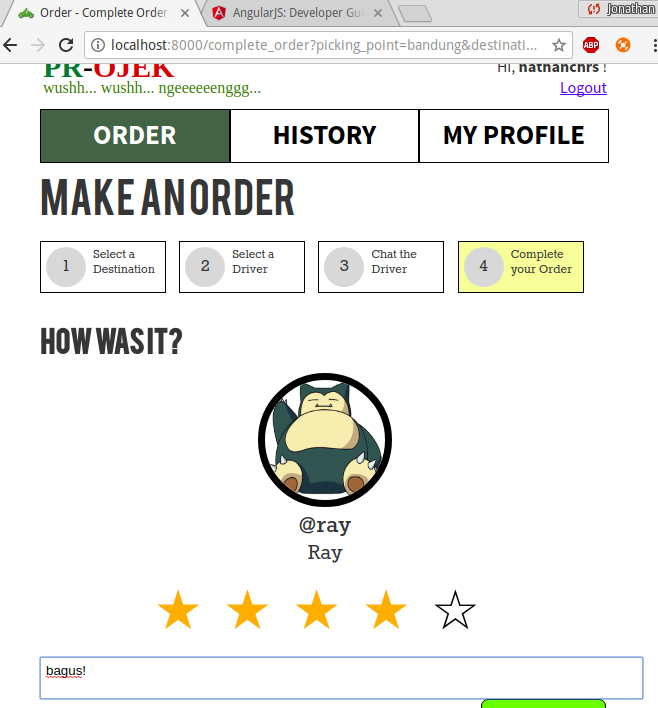 Order - Complete Order
AngularJS: Developer Gui
Jonathan
localhost:8000/complete_order?picking_point=bandung&destinati...
ABP
PR-OJEK
wushh... wushh... ngeeeeeenggg...
Hi, nathanchrs !
Logout
ORDER
HISTORY
MY PROFILE
MAKE AN ORDER
1
Select a
Destination
2
Select a
Driver
3
Chat the
Driver
4
Complete
your Order
HOW WAS IT?
@ray
Ray
bagus!